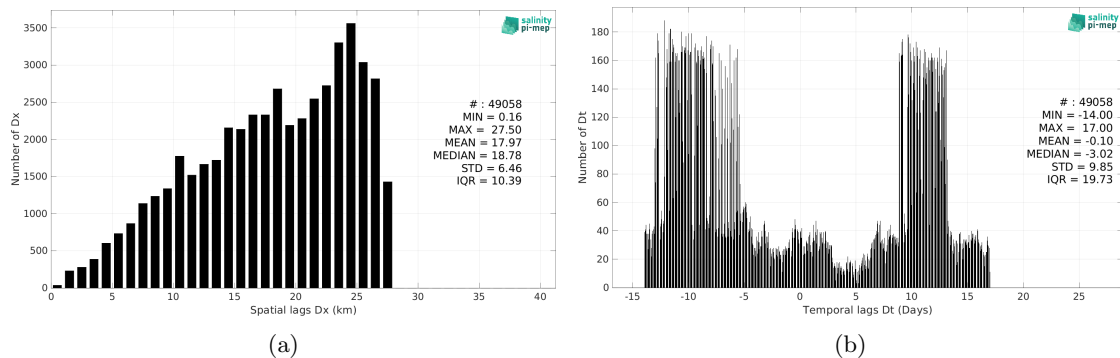 3500
3000
2500
2000
1500
1000
500
0
Number of Dx
0
5
10
15
20
25
30
35
40
Spatial lags Dx (km)
salinity
pi-mep
# : 49058
MIN = 0.16
MAX = 27.50
MEAN = 17.97
MEDIAN = 18.78
STD = 6.46
IQR = 10.39
(a)
180
160
140
120
100
80
60
40
20
0
Number of Dt
-15
-10
-5
0
5
10
15
20
25
Temporal lags Dt (Days)
salinity
pi-mep
# : 49058
MIN = -14.00
MAX = 17.00
MEAN = -0.10
MEDIAN = -3.02
STD = 9.85
IQR = 19.73
(b)